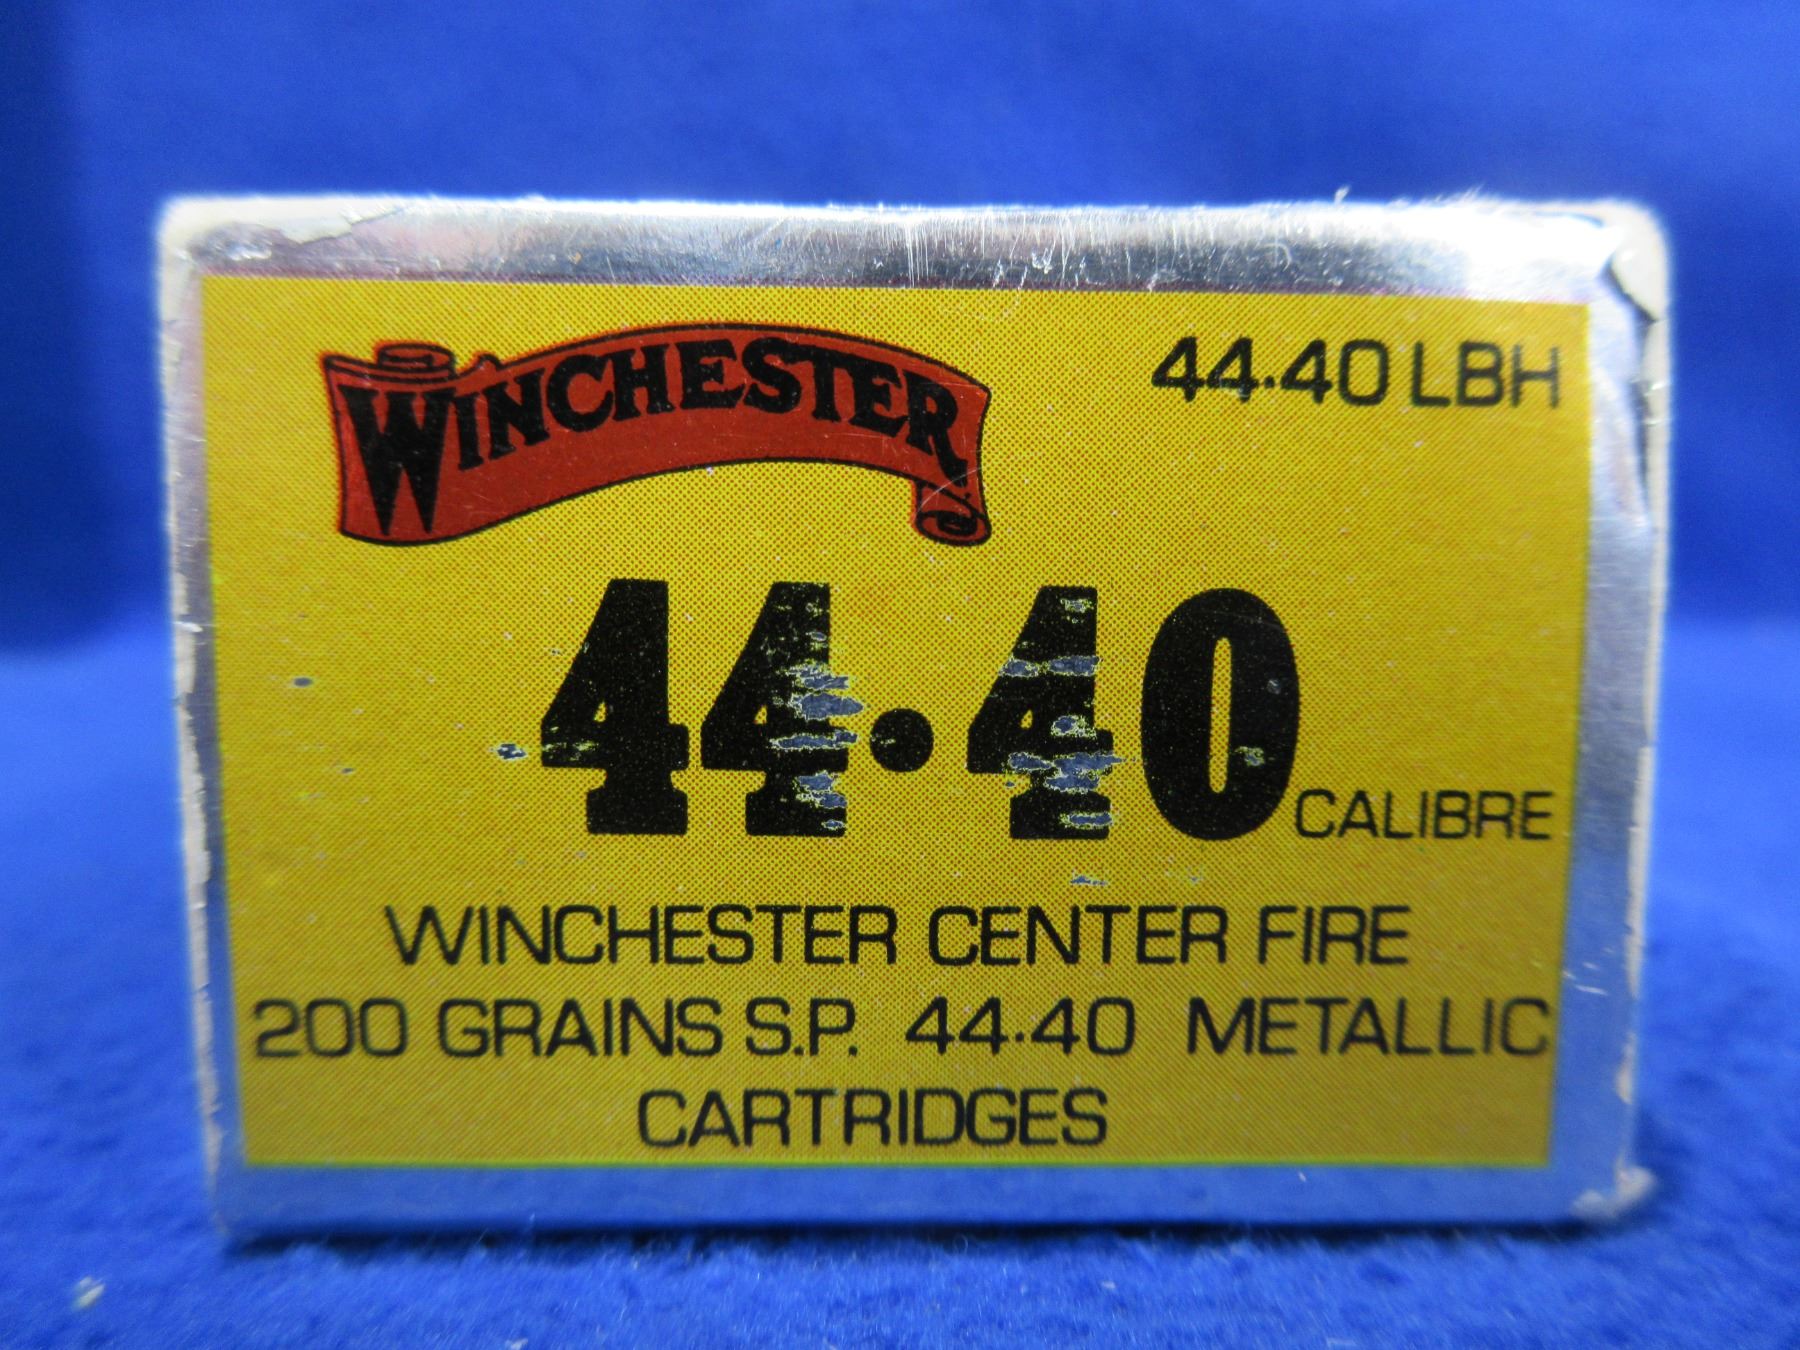 WINCHESTER
44·40 LBH
44·40 CALIBRE
WINCHESTER CENTER FIRE
200 GRAINS S.P. 44·40 METALLIC
CARTRIDGES